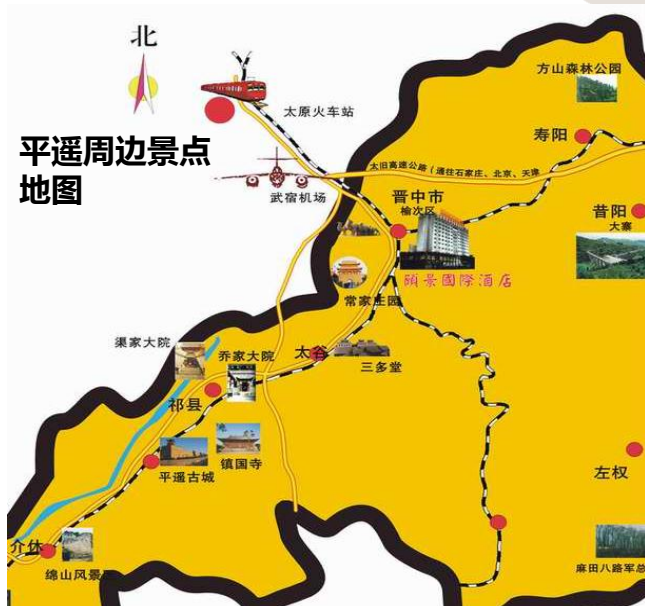 北
方山森林公园
太原火车站
寿阳
平遥周边景点
地图
太旧高速公路（通往石家庄、北京、天津
武宿机场
晋中市
榆次区
昔阳
大寨
颐景國際酒店
常家庄园
渠家大院
乔家大院
太谷
三多堂
祁县
镇国寺
平遥古城
左权
介休
绵山风景
麻田八路军总